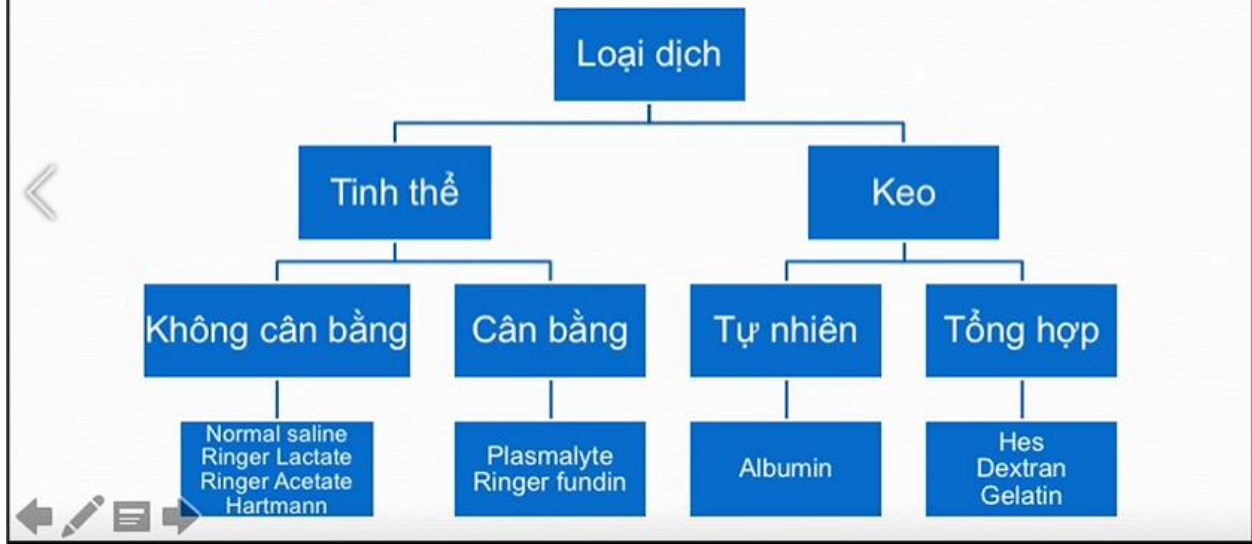 Loại dịch
Tinh thể
Keo
Không cân bằng
Cân bằng
Tự nhiên
Tổng hợp
Normal saline
Ringer Lactate
Ringer Acetate
Hartmann
Plasmalyte
Ringer fundin
Albumin
Hes
Dextran
Gelatin